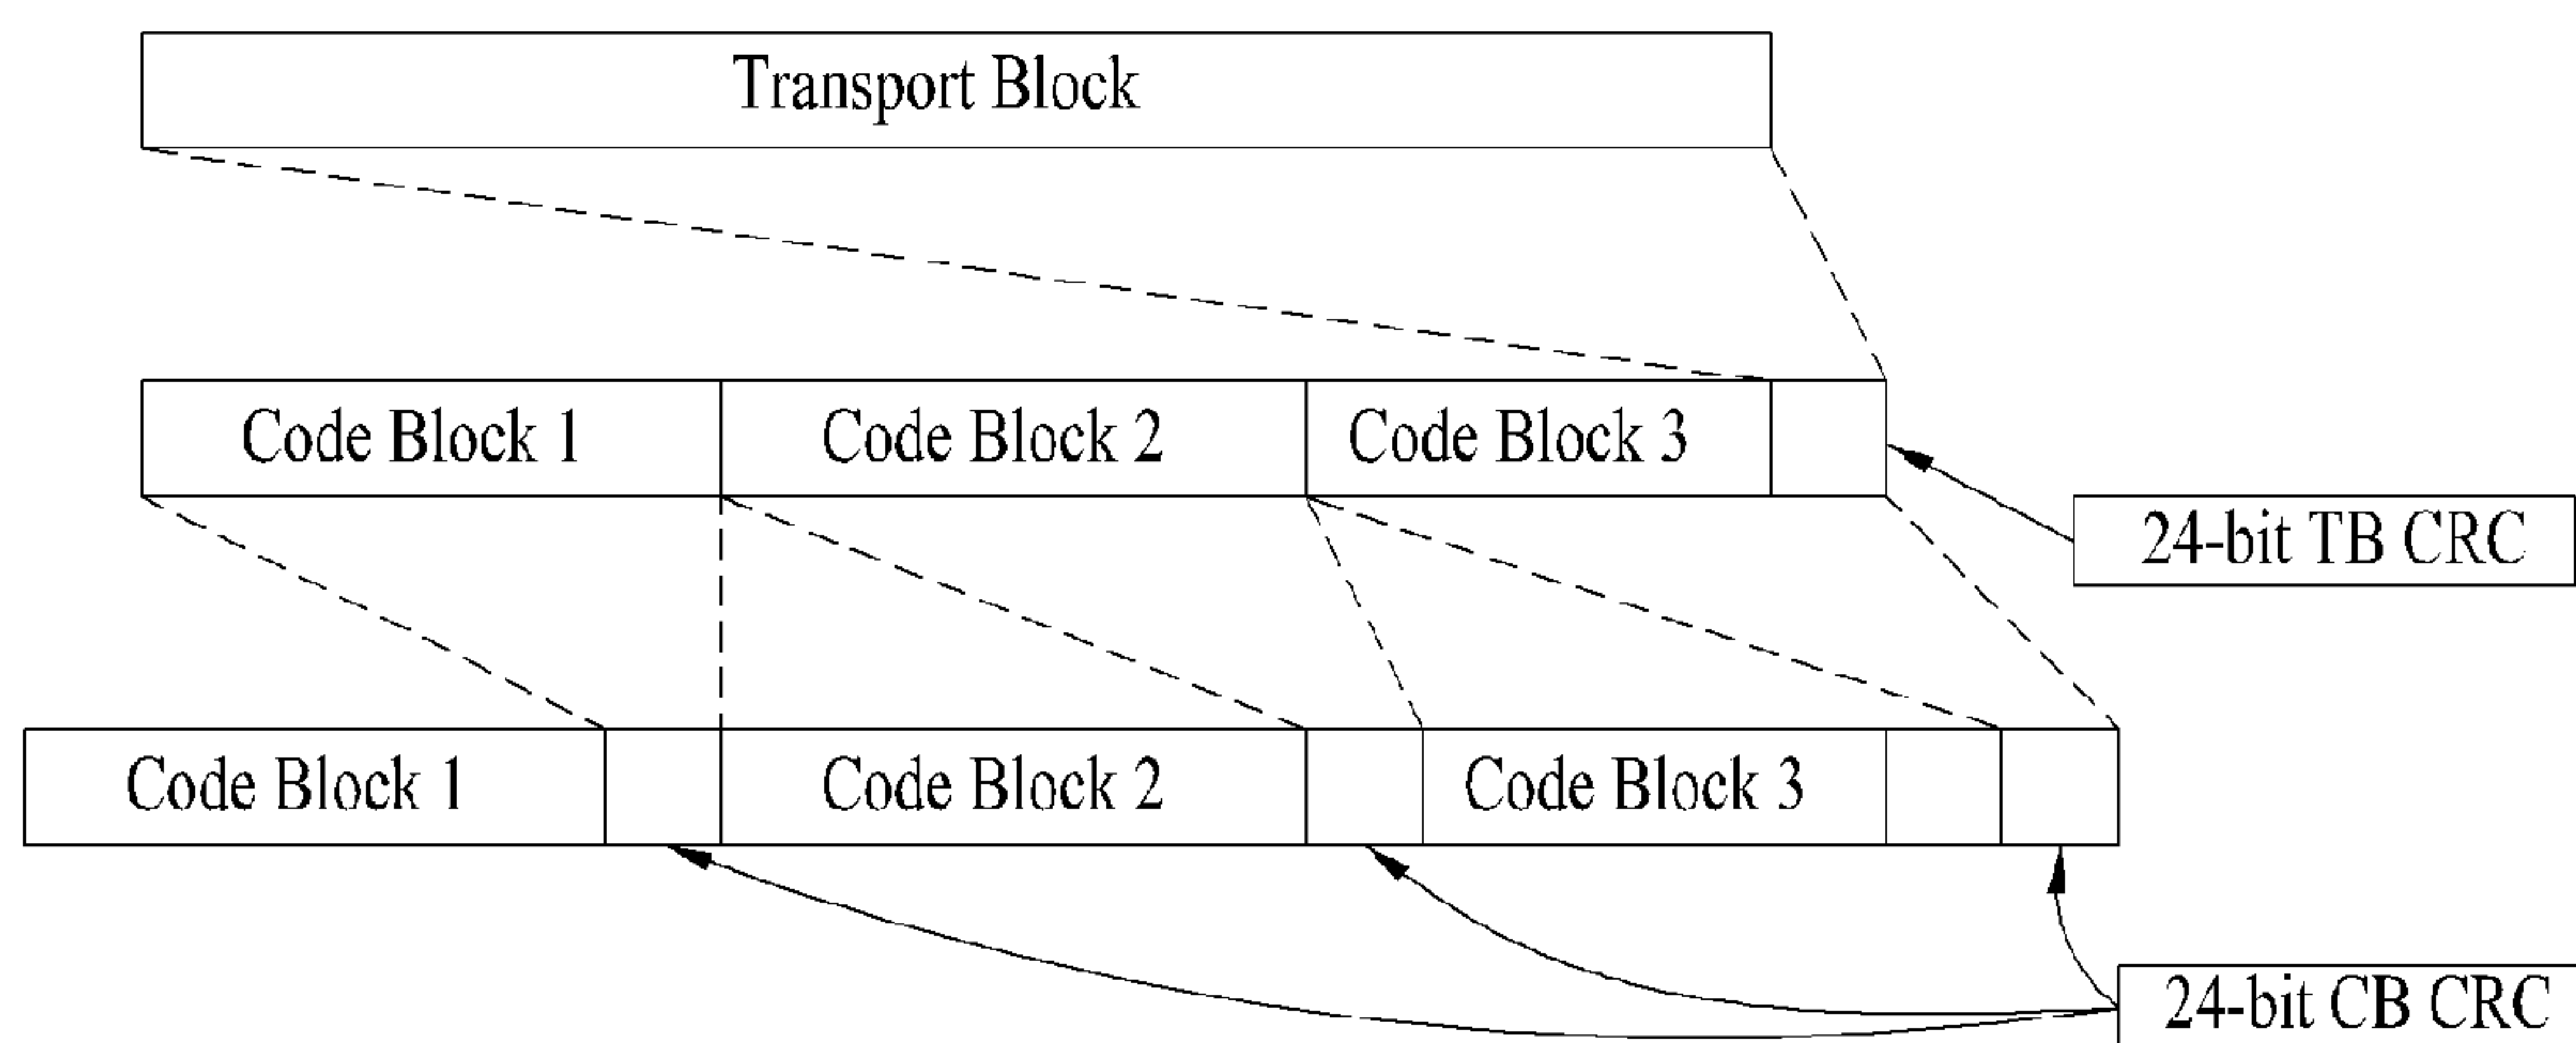 Transport Block
Code Block 1
Code Block 2
Code Block 3
24-bit TB CRC
Code Block 1
Code Block 2
Code Block 3
24-bit CB CRC